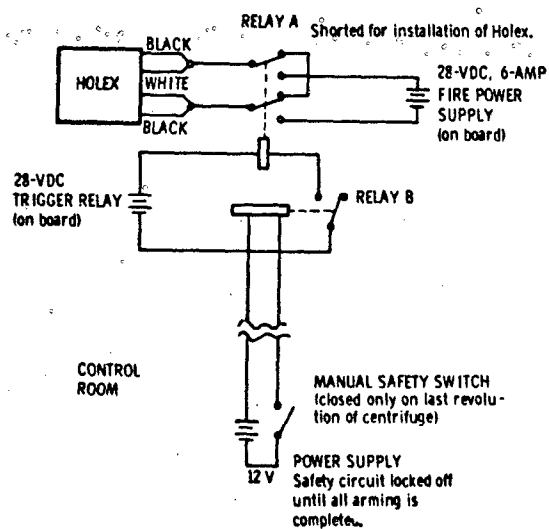 RELAY A
Shorted for installation of Holex.
BLACK
HOLEX
WHITE
BLACK
28-VDC, 6-AMP
FIRE POWER
SUPPLY
(on board)
28-VDC
TRIGGER RELAY
(on board)
RELAY B
CONTROL
ROOM
MANUAL SAFETY SWITCH
(closed only on last revolu-
tion of centrifuge)
12 V
POWER SUPPLY
Safety circuit locked off
until all arming is
complete.